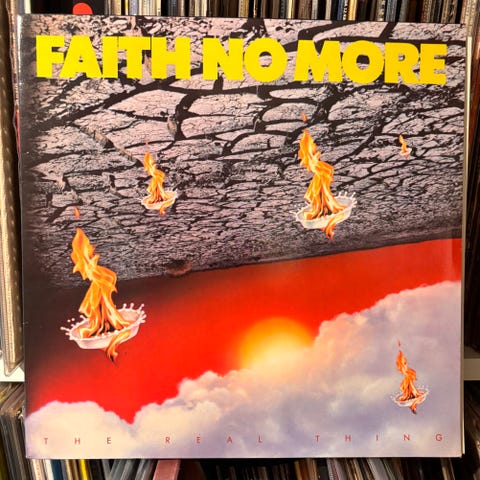 FAITH NO MORE
THE REAL THING